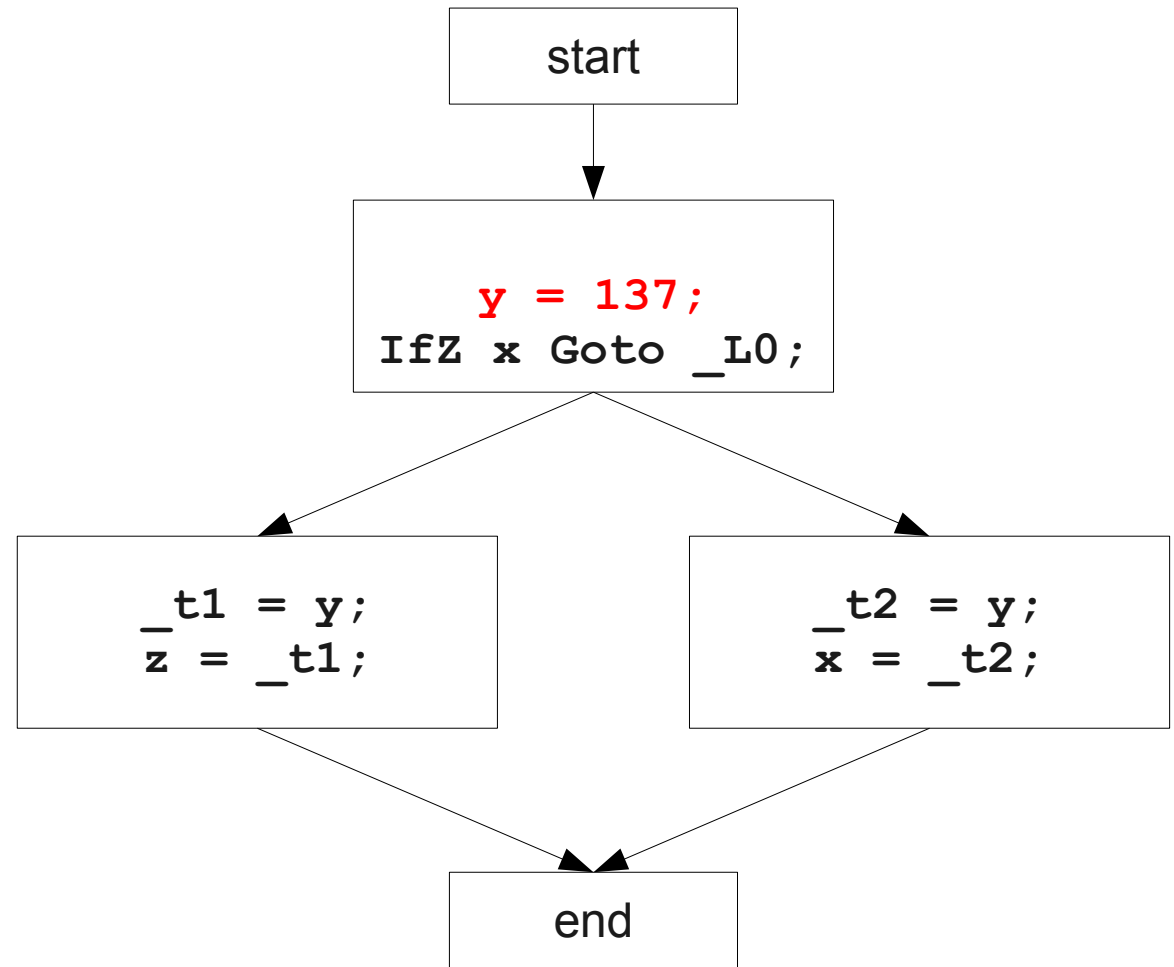 start
y = 137;
IfZ x Goto _L0;
_t1 = y;
z = _t1;
_t2 = y;
x = _t2;
end